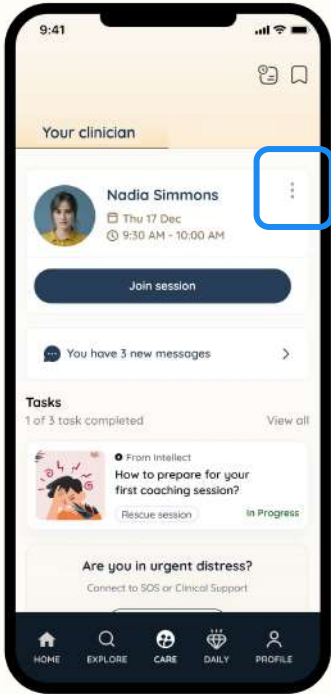 9:41
Your clinician
Nadia Simmons
Thu 17 Dec
9:30 AM - 10:00 AM
Join session
You have 3 new messages
Tasks
1 of 3 task completed
View all
From Intellect
How to prepare for your
first coaching session?
Rescue session
In Progress
Are you in urgent distress?
Connect to SOS or Clinical Support
HOME
EXPLORE
CARE
DAILY
PROFILE